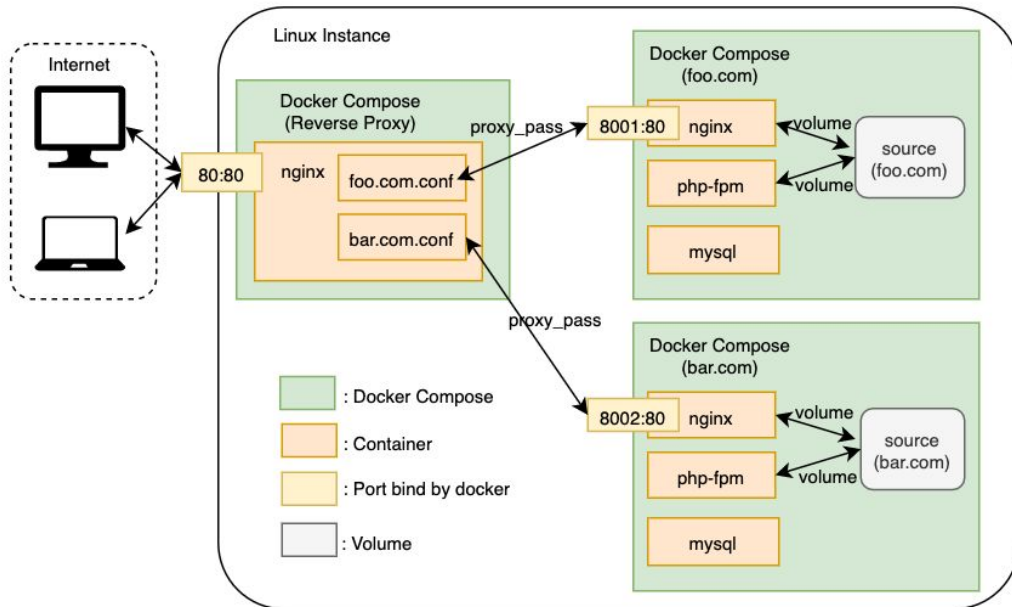 Linux Instance
Internet
80:80
Docker Compose
(Reverse Proxy)
nginx
foo.com.conf
bar.com.conf
proxy_pass
proxy_pass
Docker Compose
(foo.com)
8001:80
nginx
php-fpm
mysql
volume
volume
source
(foo.com)
Docker Compose
(bar.com)
8002:80
nginx
php-fpm
mysql
volume
volume
source
(bar.com)
: Docker Compose
: Container
: Port bind by docker
: Volume